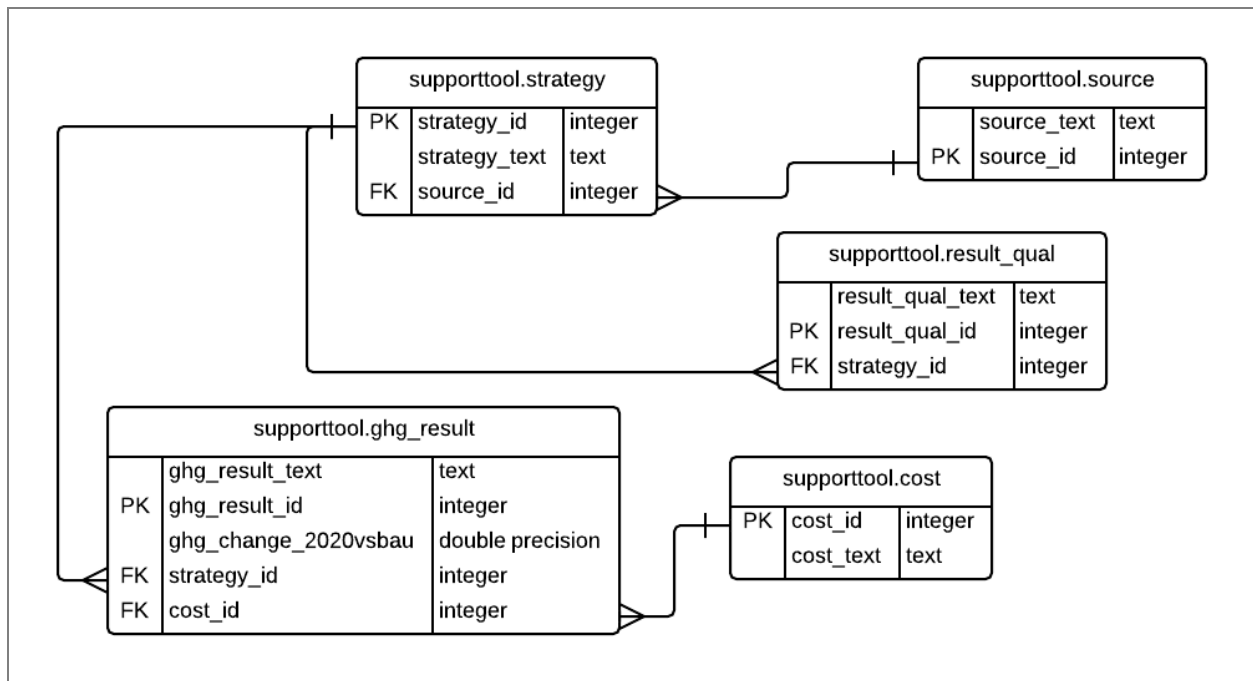 supporttool.strategy
PK strategy_id integer
strategy_text text
FK source_id integer
supporttool.source
source_text text
PK source_id integer
supporttool.result_qual
result_qual_text text
PK result_qual_id integer
FK strategy_id integer
supporttool.ghg_result
ghg_result_text text
PK ghg_result_id integer
ghg_change_2020vsbau double precision
FK strategy_id integer
FK cost_id integer
supporttool.cost
PK cost_id integer
cost_text text